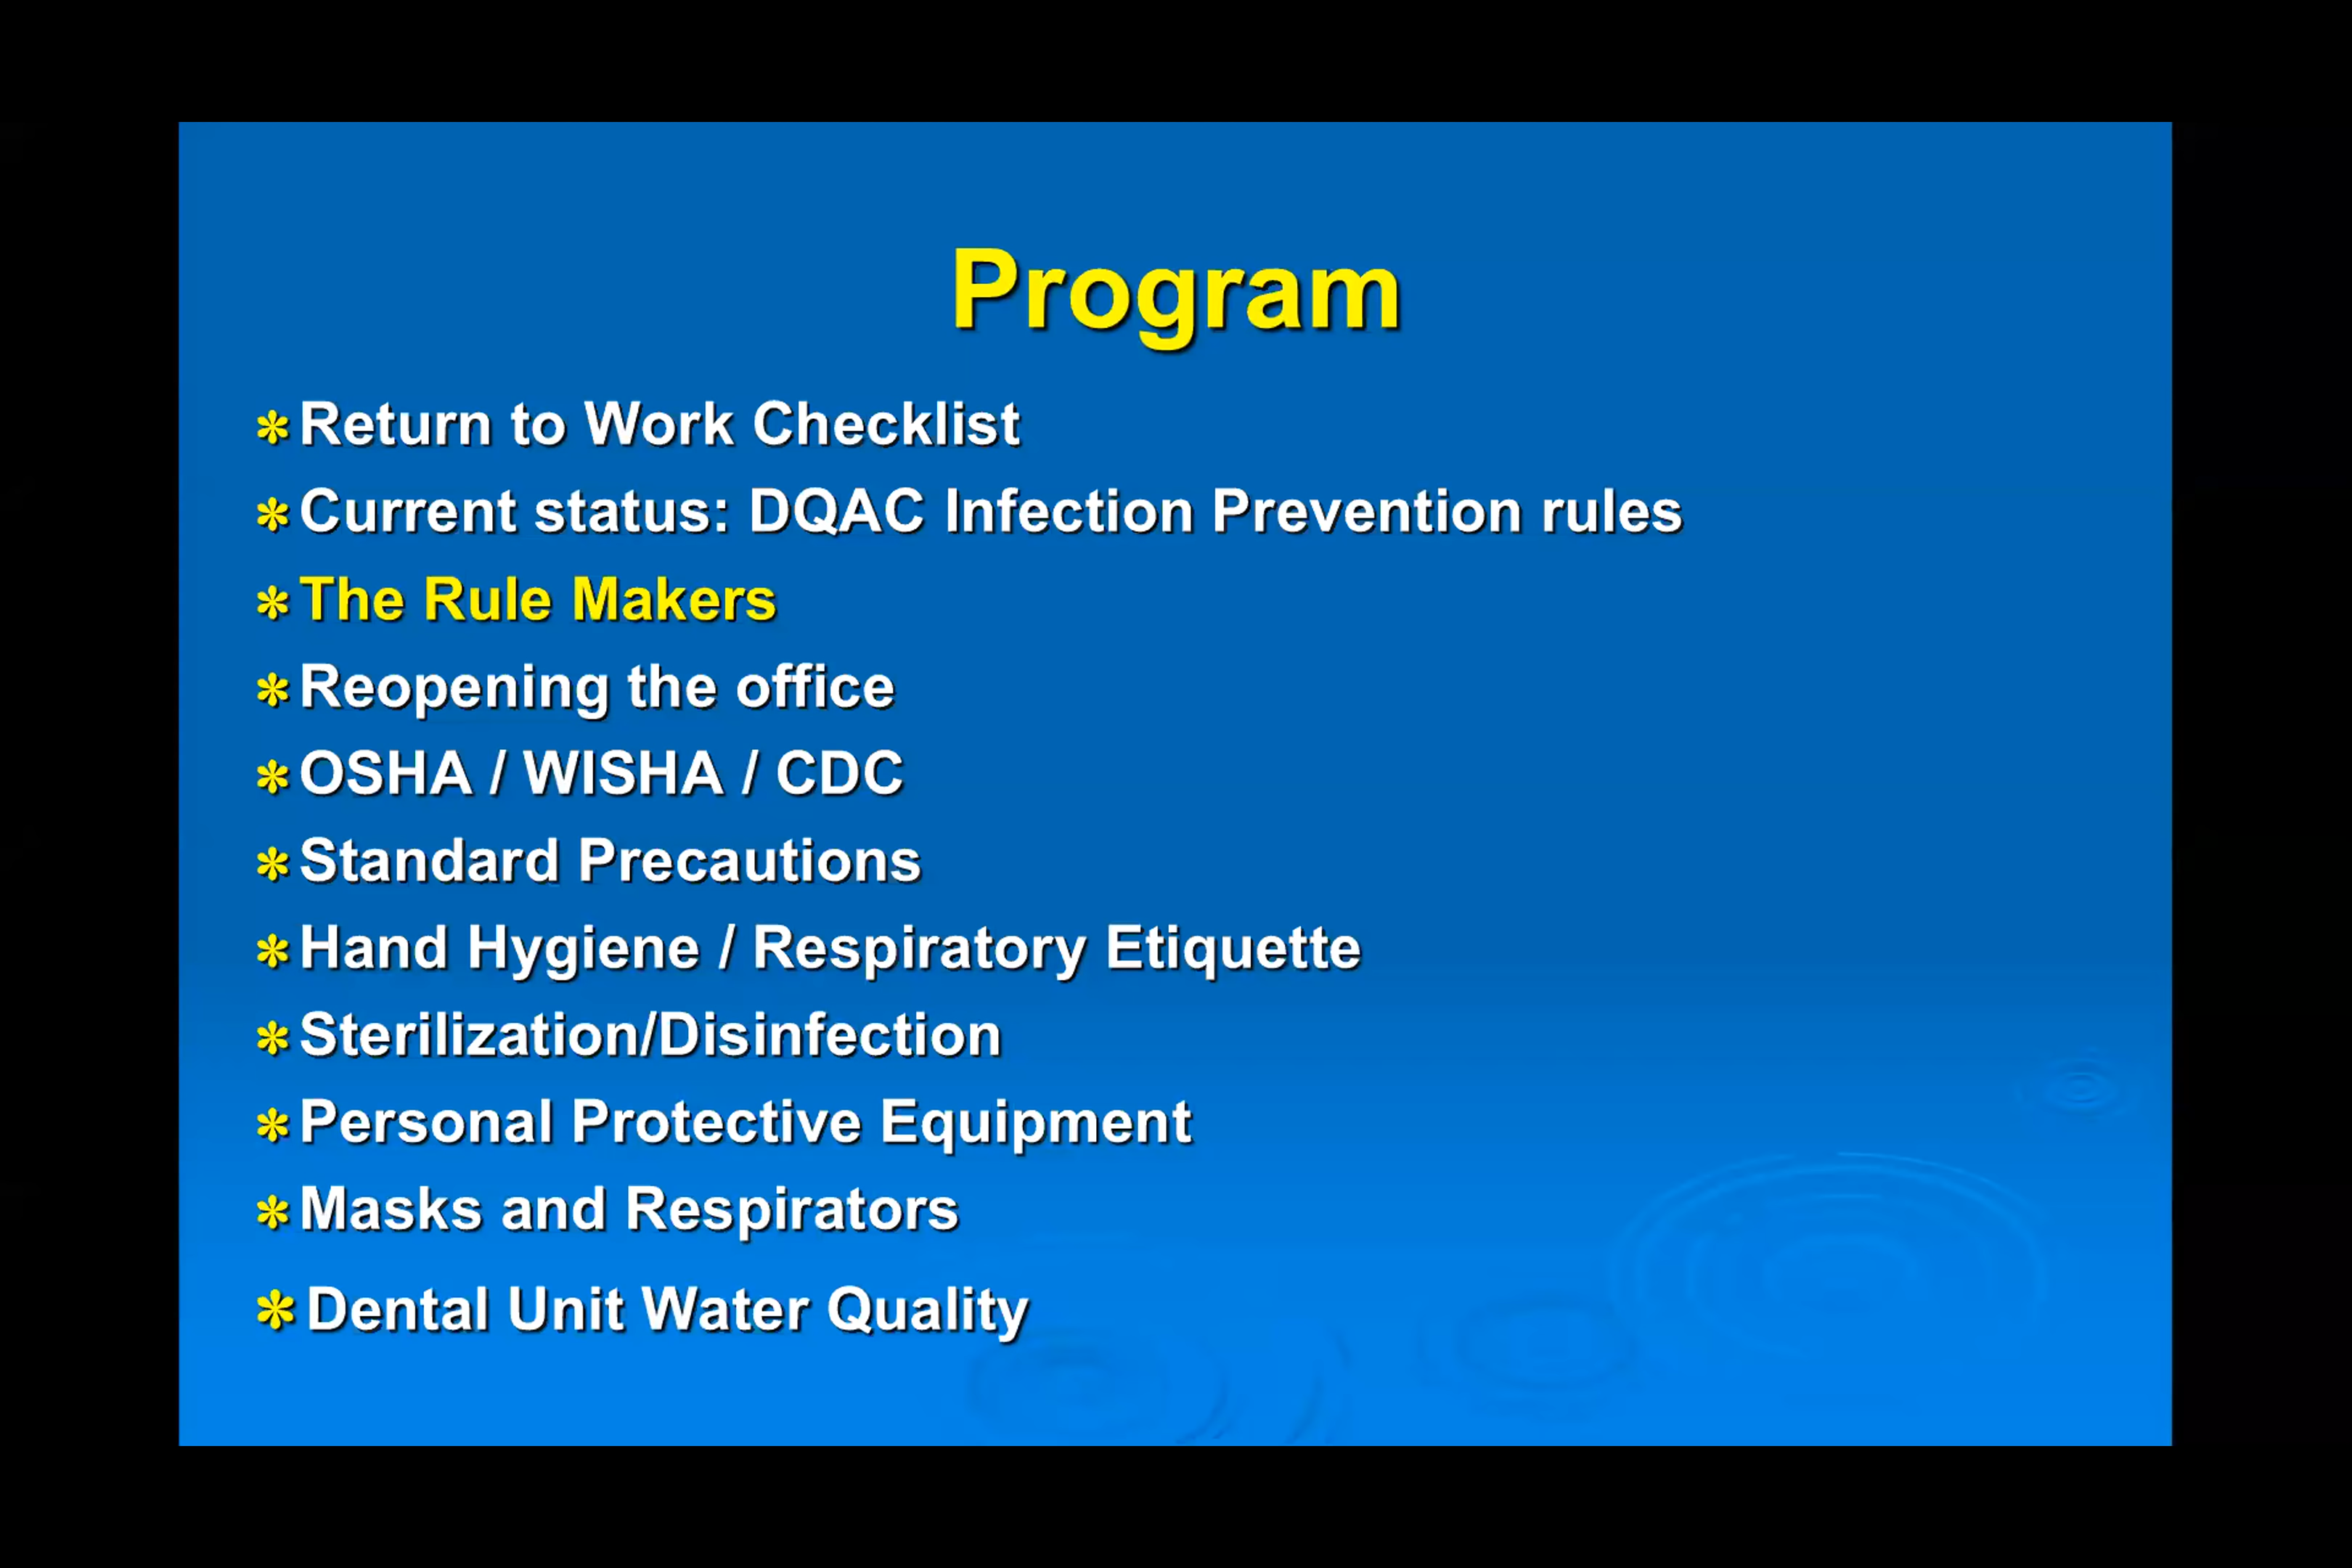 Program
Return to Work Checklist
Current status: DQAC Infection Prevention rules
The Rule Makers
Reopening the office
OSHA / WISHA / CDC
Standard Precautions
Hand Hygiene / Respiratory Etiquette
Sterilization/Disinfection
Personal Protective Equipment
Masks and Respirators
Dental Unit Water Quality